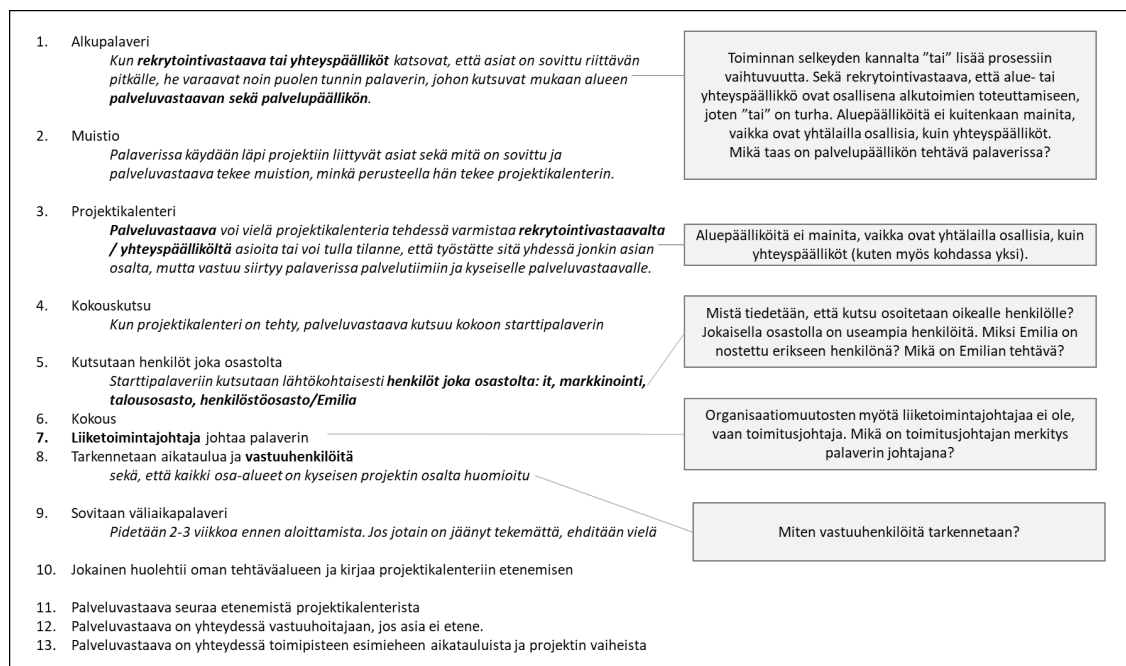 1. Alkupalaveri
Kun rekrytointivastaava tai yhteyspäälliköt katsovat, että asiat on sovittu riittävän
pitkälle, he varaavat noin puolen tunnin palaverin, johon kutsuvat mukaan alueen
palveluvastaavan sekä palvelupäällikön.
2. Muistio
Palaverissa käydään läpi projektiin liittyvät asiat sekä mitä on sovittu ja
palveluvastaava tekee muistion, minkä perusteella hän tekee projektikalenterin.
3. Projektikalenteri
Palveluvastaava voi vielä projektikalenteria tehdessä varmistaa rekrytointivastaavalta
/ yhteyspäälliköltä asioita tai voi tulla tilanne, että työstätte sitä yhdessä jonkin asian
osalta, mutta vastuu siirtyy palaverissa palvelutiimiin ja kyseiselle palveluvastaavalle.
4. Kokouskutsu
Kun projektikalenteri on tehty, palveluvastaava kutsuu kokoon starttipalaverin
5. Kutsutaan henkilöt joka osastolta
Starttipalaveriin kutsutaan lähtökohtaisesti henkilöt joka osastolta: it, markkinointi,
talousosasto, henkilöstöosasto/Emilia
6. Kokous
7. Liiketoimintajohtaja johtaa palaverin
8. Tarkennetaan aikataulua ja vastuuhenkilöitä
sekä, että kaikki osa-alueet on kyseisen projektin osalta huomioitu
9. Sovitaan väliaikapalaveri
Pidetään 2-3 viikkoa ennen aloittamista. Jos jotain on jäänyt tekemättä, ehditään vielä
10. Jokainen huolehtii oman tehtäväalueen ja kirjaa projektikalenteriin etenemisen
11. Palveluvastaava seuraa etenemistä projektikalenterista
12. Palveluvastaava on yhteydessä vastuuhoitajaan, jos asia ei etene.
13. Palveluvastaava on yhteydessä toimipisteen esimieheen aikatauluista ja projektin vaiheista
Toiminnan selkeyden kannalta ”tai” lisää prosessiin
vaihtuvuutta. Sekä rekrytointivastaava, että alue- tai
yhteyspäällikkö ovat osallisena alkutoimien toteuttamiseen,
joten ”tai” on turha. Aluepäälliköitä ei kuitenkaan mainita,
vaikka ovat yhtälailla osallisia, kuin yhteyspäälliköt.
Mikä taas on palvelupäällikön tehtävä palaverissa?
Aluepäälliköitä ei mainita, vaikka ovat yhtälailla osallisia, kuin
yhteyspäälliköt (kuten myös kohdassa yksi).
Mistä tiedetään, että kutsu osoitetaan oikealle henkilölle?
Jokaisella osastolla on useampia henkilöitä. Miksi Emilia on
nostettu erikseen henkilönä? Mikä on Emilian tehtävä?
Organisaatiomuutosten myötä liiketoimintajohtajaa ei ole,
vaan toimitusjohtaja. Mikä on toimitusjohtajan merkitys
palaverin johtajana?
Miten vastuuhenkilöitä tarkennetaan?